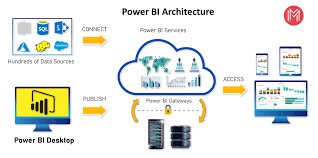 Power BI Architecture
CONNECT
Power BI Services
SQL
S
Hundreds of Data Sources
ACCESS
PUBLISH
Power BI Gateways
Power BI Desktop